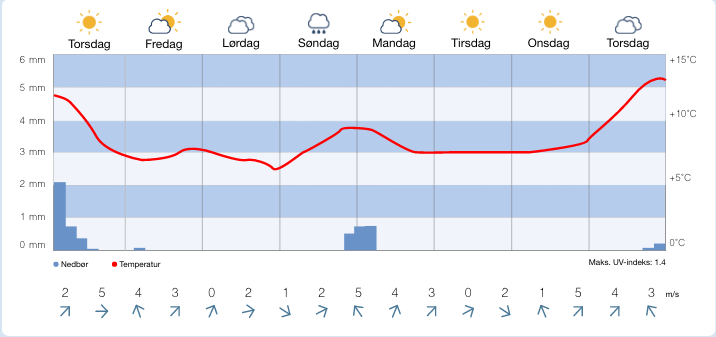 Torsdag Fredag Lørdag Søndag Mandag Tirsdag Onsdag Torsdag
6 mm +15°C
5 mm
4 mm +10°C
3 mm
2 mm +5°C
1 mm
0 mm 0°C
Nedbør Temperatur Maks. UV-indeks: 1.4
2 5 4 3 0 2 1 2 5 4 3 0 2 1 5 4 3 m/s